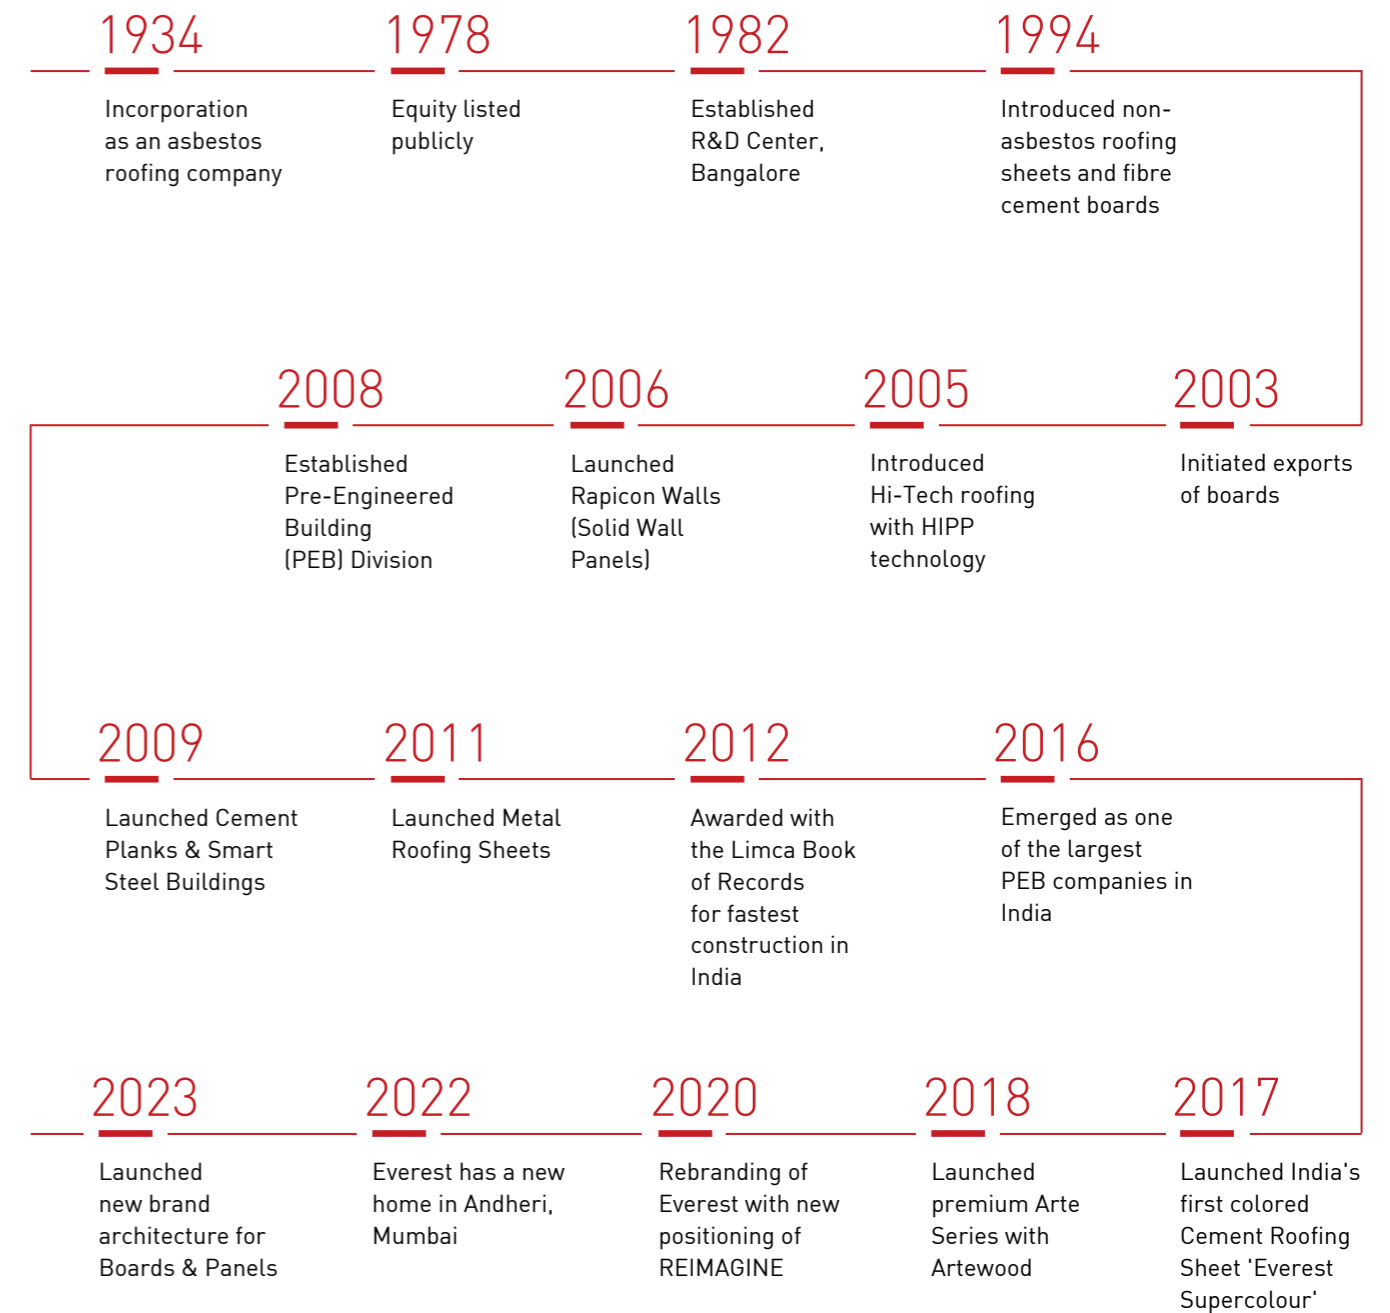 1934
Incorporation
as an asbestos
roofing company
1978
Equity listed
publicly
1982
Established
R&D Center,
Bangalore
1994
Introduced non-
asbestos roofing
sheets and fibre
cement boards
2003
Initiated exports
of boards
2005
Introduced
Hi-Tech roofing
with HIPP
technology
2006
Launched
Rapicon Walls
(Solid Wall
Panels)
2008
Established
Pre-Engineered
Building
(PEB) Division
2009
Launched Cement
Planks & Smart
Steel Buildings
2011
Launched Metal
Roofing Sheets
2012
Awarded with
the Limca Book
of Records
for fastest
construction in
India
2016
Emerged as one
of the largest
PEB companies in
India
2017
Launched India's
first colored
Cement Roofing
Sheet 'Everest
Supercolour'
2018
Launched
premium Arte
Series with
Artewood
2020
Rebranding of
Everest with new
positioning of
REIMAGINE
2022
Everest has a new
home in Andheri,
Mumbai
2023
Launched
new brand
architecture for
Boards & Panels